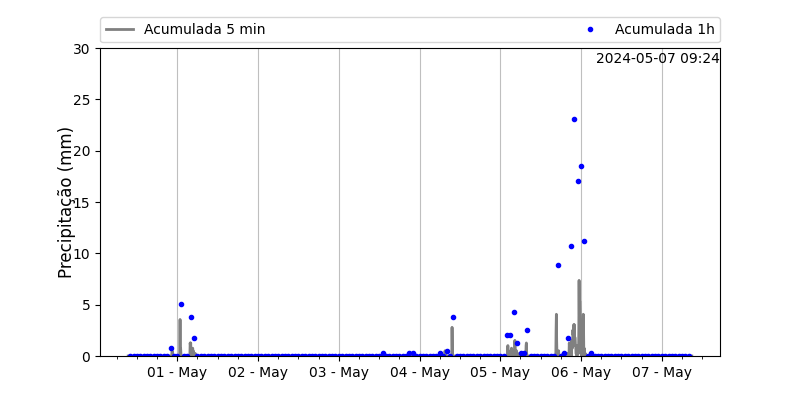 Acumulada 5 min
Acumulada 1h
2024-05-07 09:24
Precipitação (mm)
30
25
20
15
10
5
0
01 - May 02 - May 03 - May 04 - May 05 - May 06 - May 07 - May